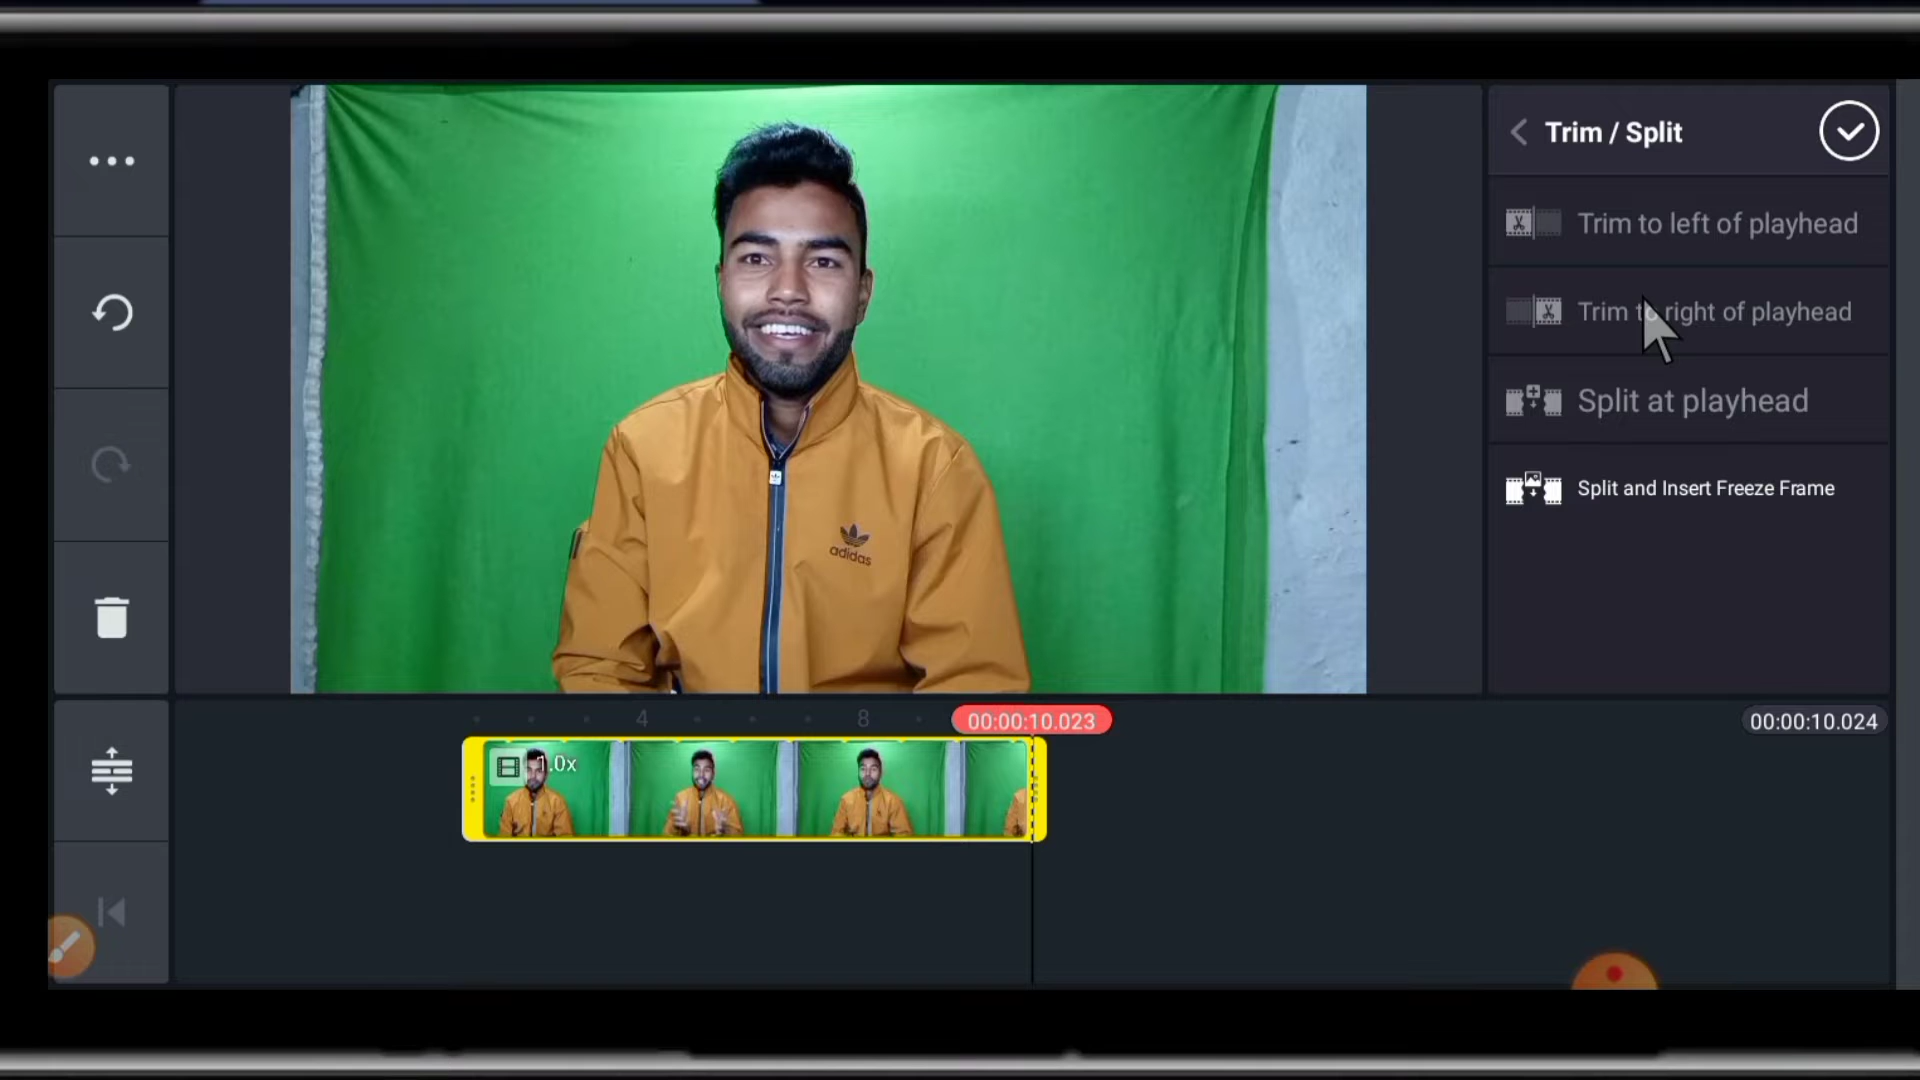 Trim / Split
Trim to left of playhead
Trim to right of playhead
Split at playhead
Split and Insert Freeze Frame
adidas
4
8
00:00:10.023
00:00:10.024
1.0x